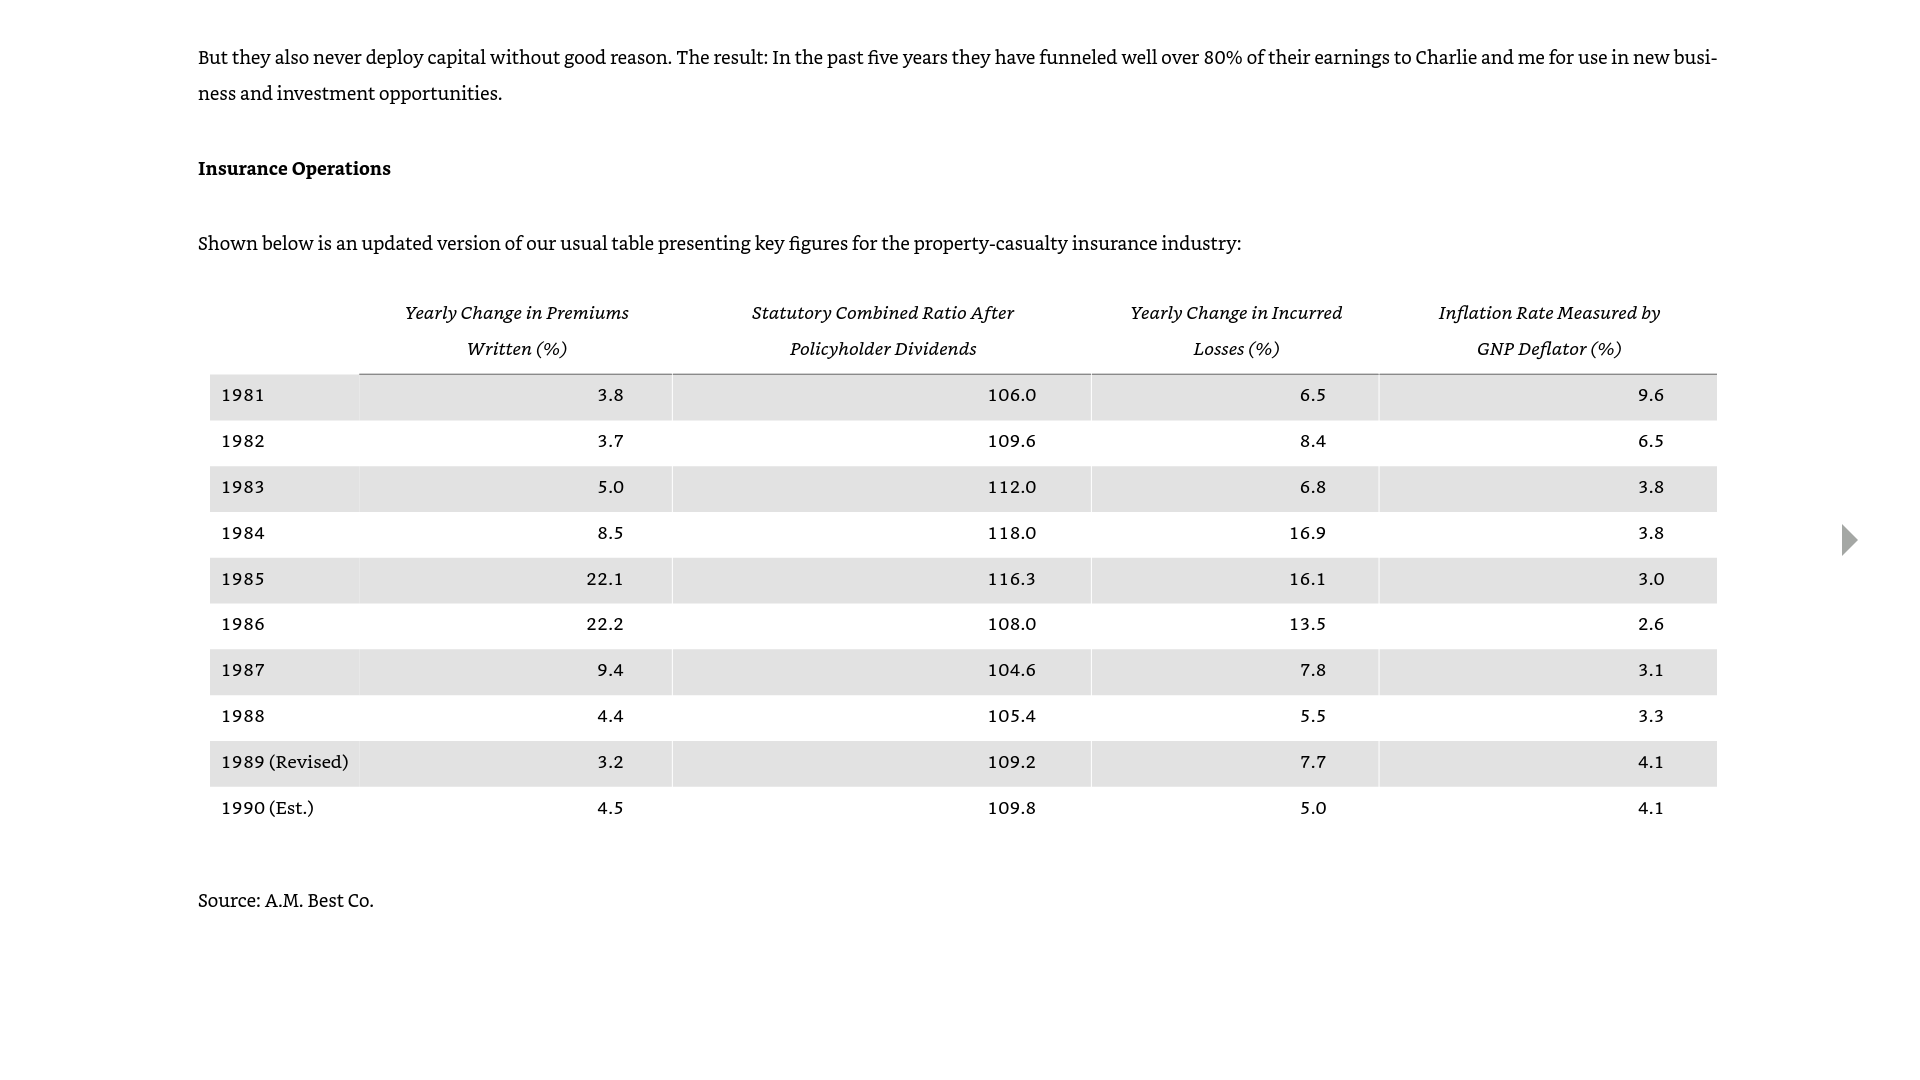 But they also never deploy capital without good reason. The result: In the past five years they have funneled well over 80% of their earnings to Charlie and me for use in new busi-
ness and investment opportunities.
Insurance Operations
Shown below is an updated version of our usual table presenting key figures for the property-casualty insurance industry:
Yearly Change in Premiums Statutory Combined Ratio After Yearly Change in Incurred Inflation Rate Measured by
Written (%) Policyholder Dividends Losses (%) GNP Deflator (%)
1981 3.8 106.0 6.5 9.6
1982 3.7 109.6 8.4 6.5
1983 5.0 112.0 6.8 3.8
1984 8.5 118.0 16.9 3.8
1985 22.1 116.3 16.1 3.0
1986 22.2 108.0 13.5 2.6
1987 9.4 104.6 7.8 3.1
1988 4.4 105.4 5.5 3.3
1989 (Revised) 3.2 109.2 7.7 4.1
1990 (Est.) 4.5 109.8 5.0 4.1
Source: A.M. Best Co.